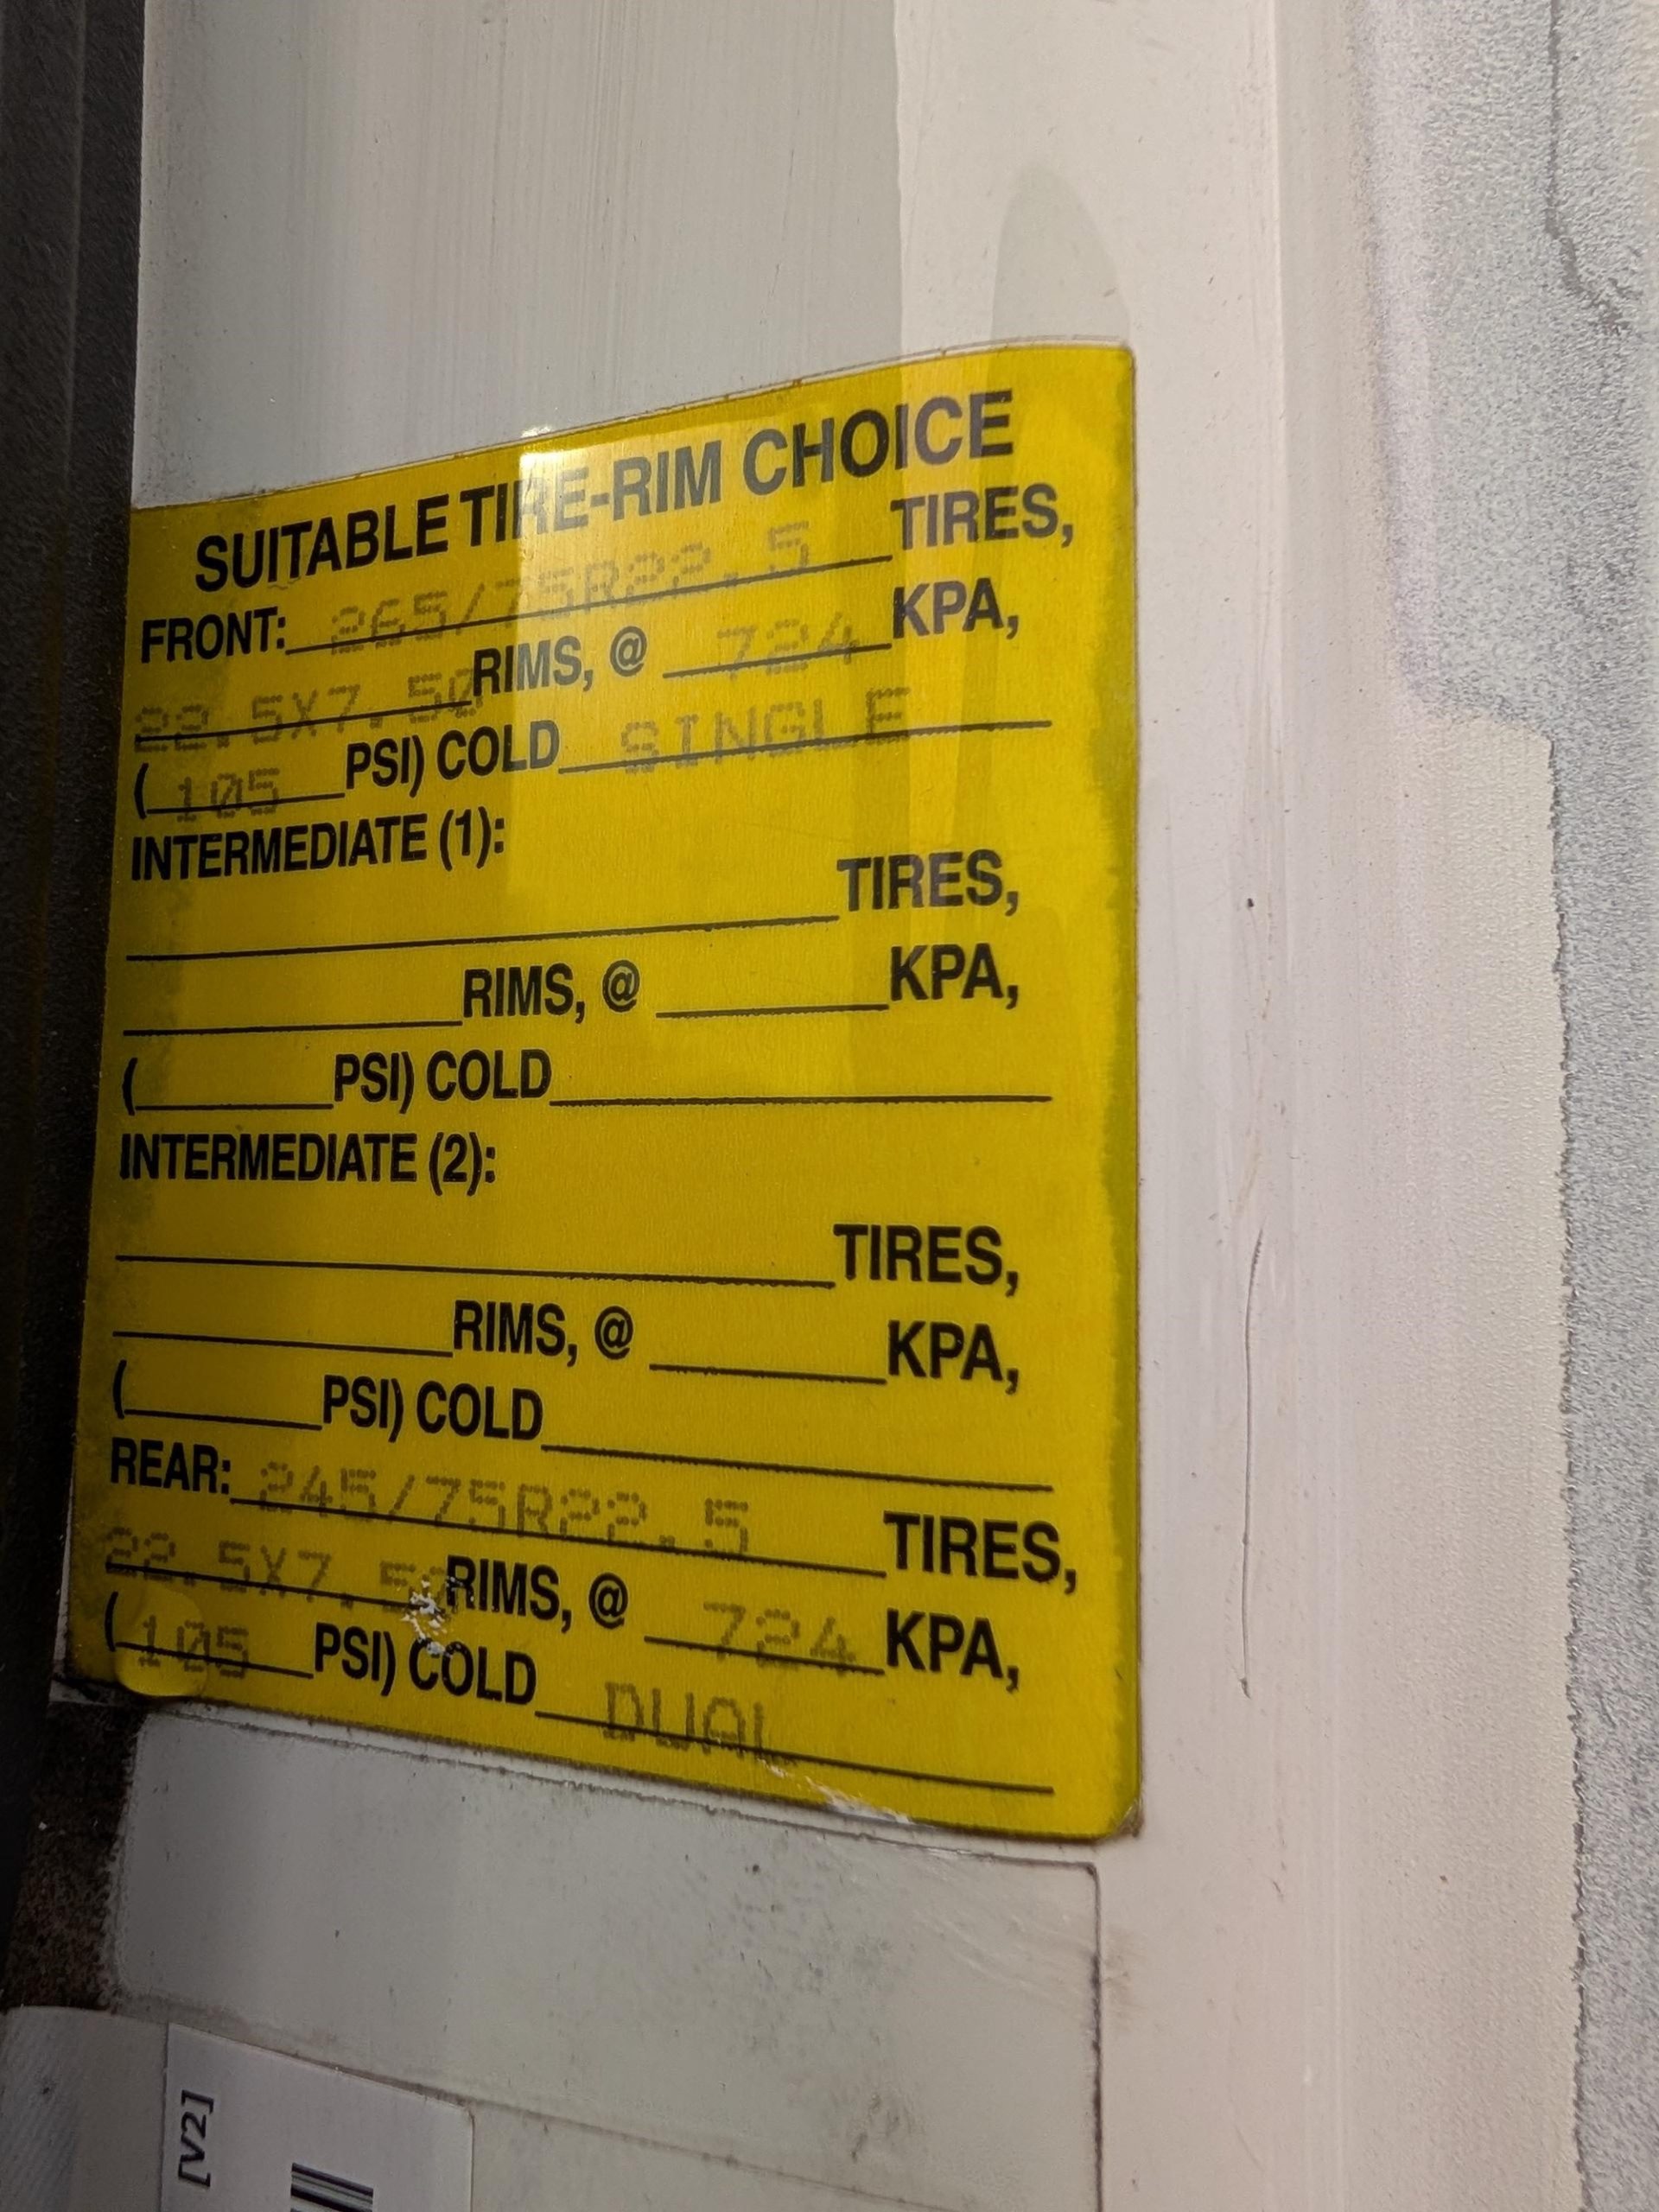 SUITABLE TIRE-RIM CHOICE
FRONT: 265/75R22.5 TIRES,
22.5X7.50 RIMS, @ 724 KPA,
( 105 PSI) COLD SINGLE
INTERMEDIATE (1):
TIRES,
RIMS, @ KPA,
( PSI) COLD
INTERMEDIATE (2):
TIRES,
RIMS, @ KPA,
( PSI) COLD
REAR: 245/75R22.5 TIRES,
22.5X7.50 RIMS, @ 724 KPA,
( 105 PSI) COLD DUAL
[V2]